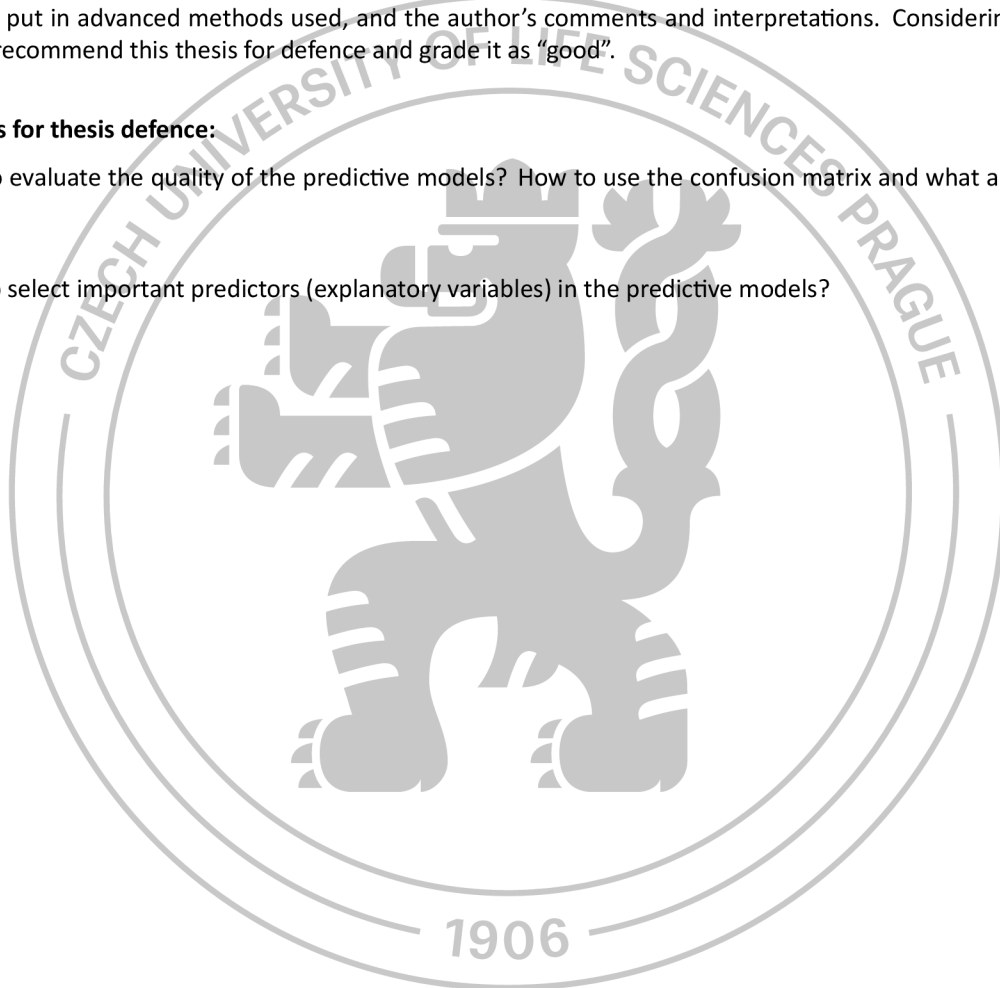 put in advanced methods used, and the author's comments and interpretations. Considerin
recommend this thesis for defence and grade it as “good”.
s for thesis defence:
o evaluate the quality of the predictive models? How to use the confusion matrix and what a
o select important predictors (explanatory variables) in the predictive models?
CZECH UNIVERSITY OF LIFE SCIENCES PRAGUE
1906